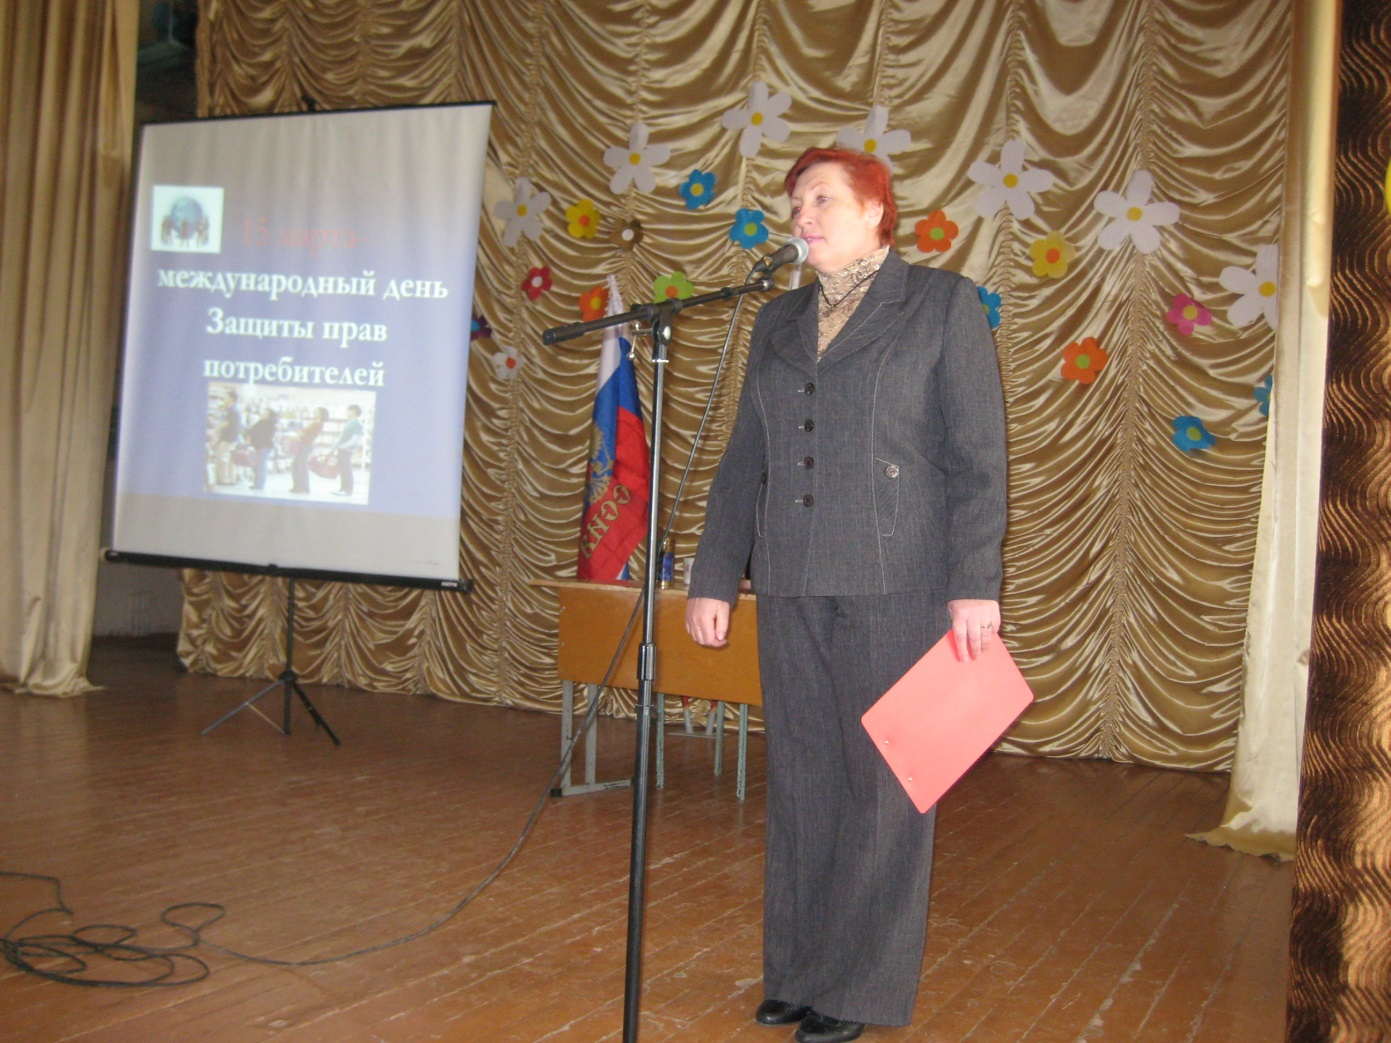 15 марта-
международный день
Защиты прав
потребителей